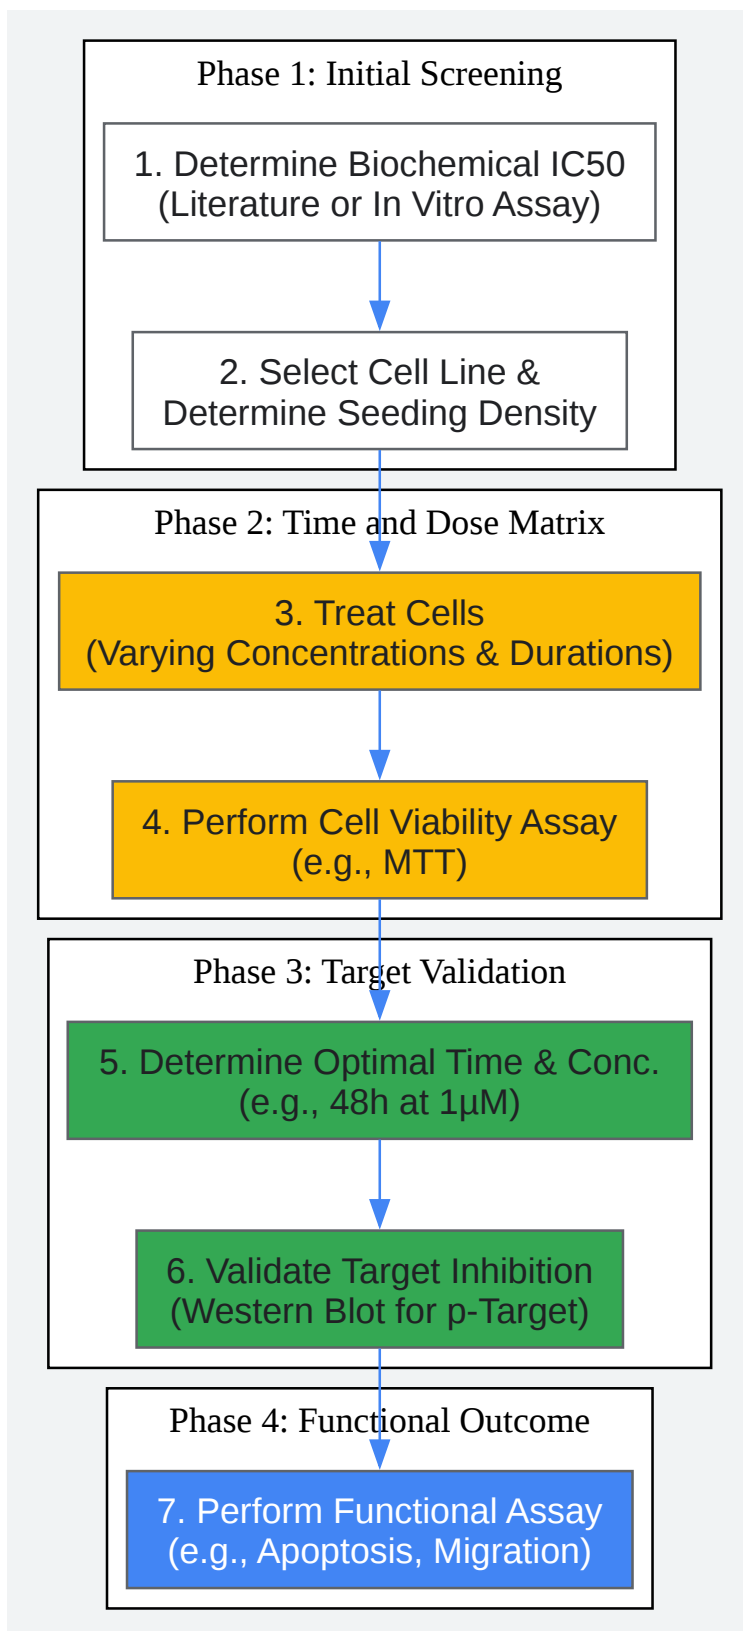 Phase 1: Initial Screening
1. Determine Biochemical IC50
(Literature or In Vitro Assay)
2. Select Cell Line &
Determine Seeding Density
Phase 2: Time and Dose Matrix
3. Treat Cells
(Varying Concentrations & Durations)
4. Perform Cell Viability Assay
(e.g., MTT)
Phase 3: Target Validation
5. Determine Optimal Time & Conc.
(e.g., 48h at 1µM)
6. Validate Target Inhibition
(Western Blot for p-Target)
Phase 4: Functional Outcome
7. Perform Functional Assay
(e.g., Apoptosis, Migration)